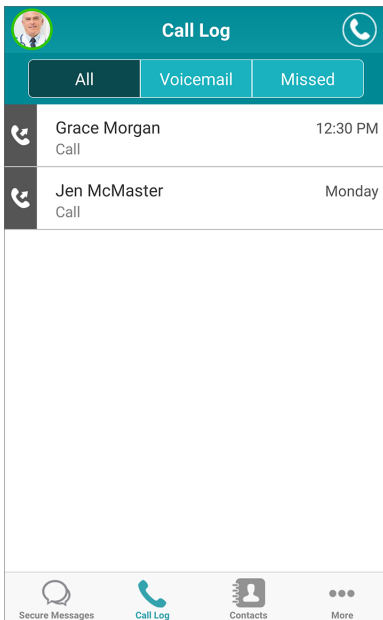 Call Log
All Voicemail Missed
Grace Morgan 12:30 PM
Call
Jen McMaster Monday
Call
Secure Messages Call Log Contacts More